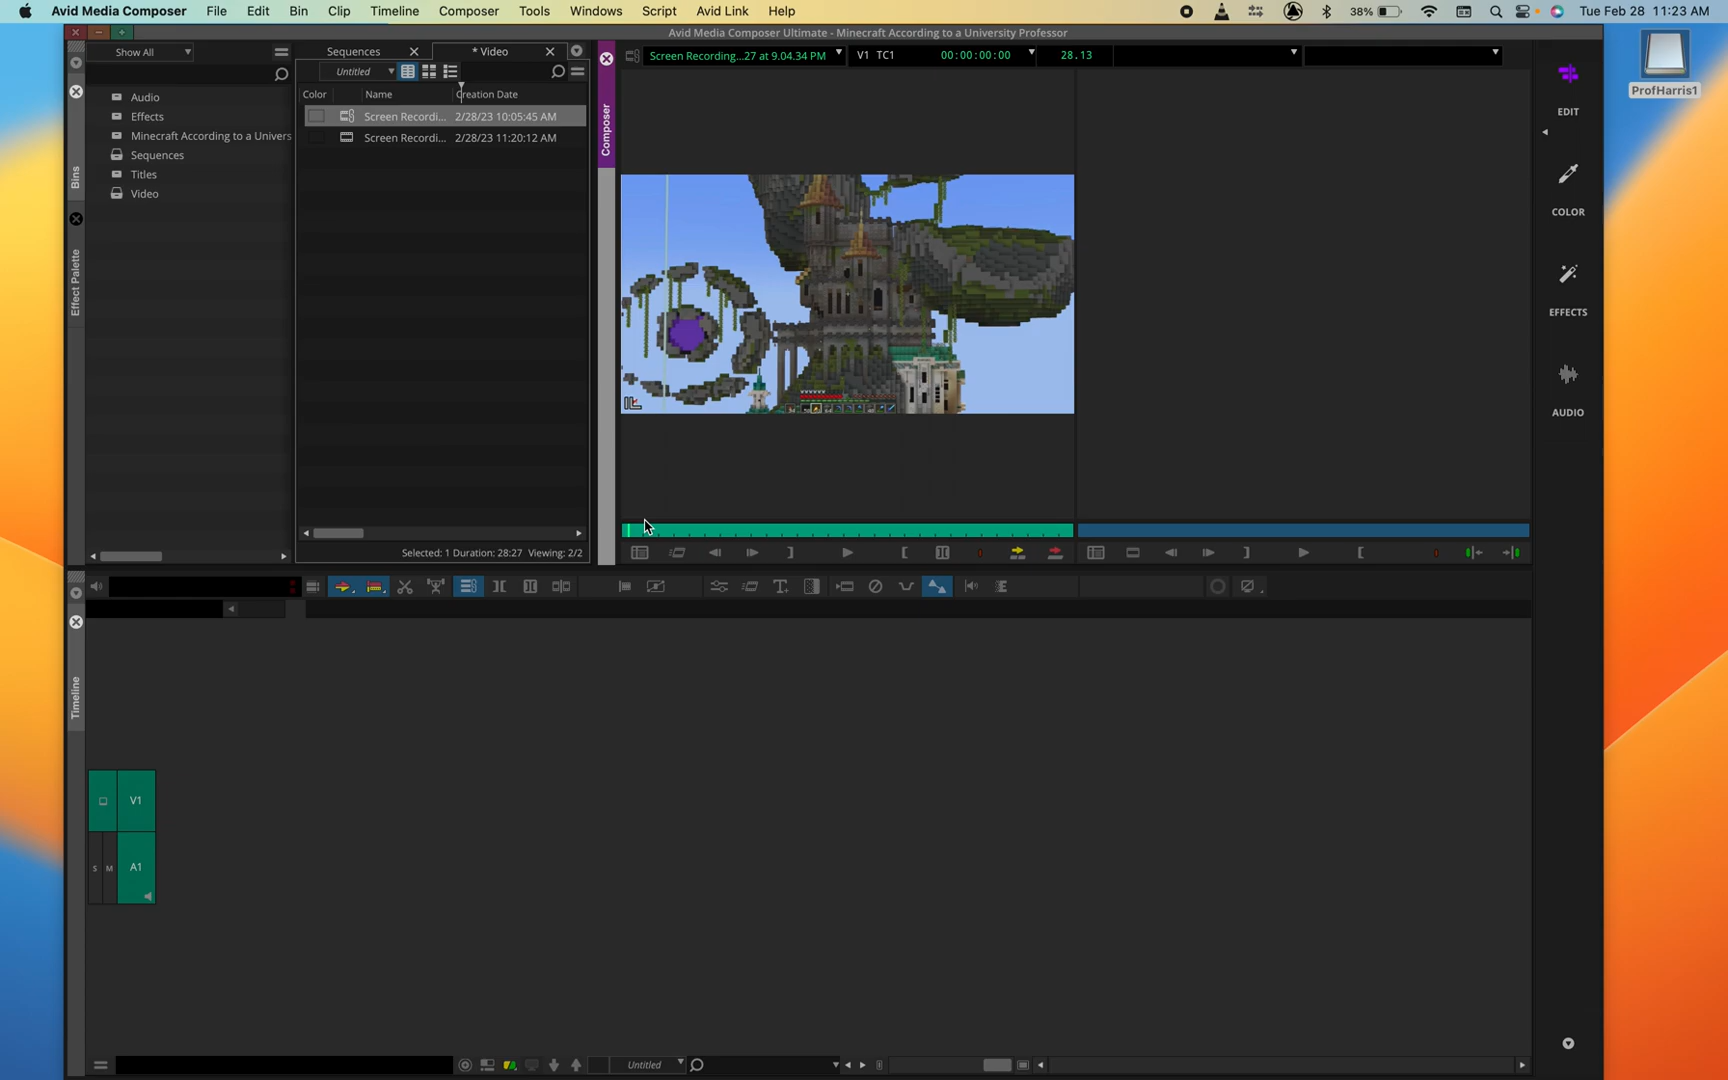 Avid Media Composer File Edit Bin Clip Timeline Composer Tools Windows Script Avid Link Help 38% Tue Feb 28 11:23 AM
Avid Media Composer Ultimate - Minecraft According to a University Professor
Show All
Sequences
* Video
Screen Recording...27 at 9.04.34 PM V1 TC1 00:00:00:00 28.13
Untitled
Color Name Creation Date
Screen Recordi... 2/28/23 10:05:45 AM
Screen Recordi... 2/28/23 11:20:12 AM
Audio
Effects
Minecraft According to a Univers
Sequences
Titles
Video
Bins
Effect Palette
Composer
ProfHarris1
EDIT
COLOR
EFFECTS
AUDIO
Selected: 1 Duration: 28:27 Viewing: 2/2
Timeline
V1
S M A1
Untitled